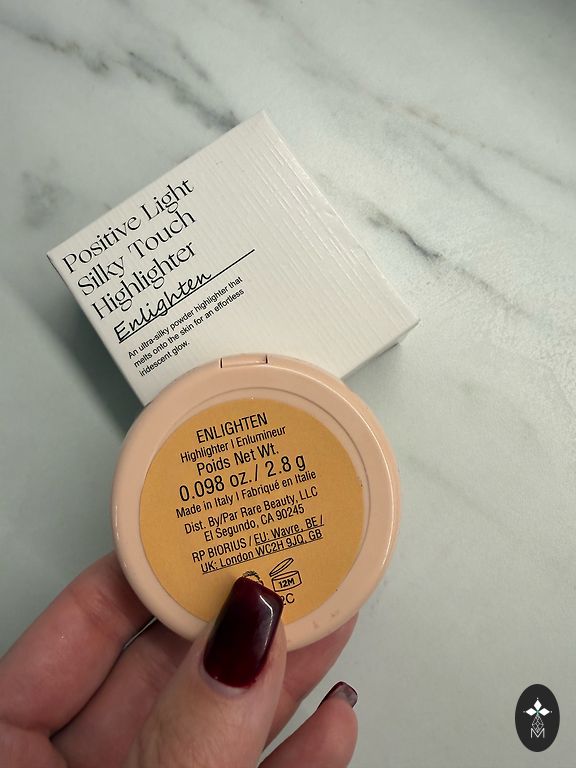 Positive Light
Silky Touch
Highlighter
Enlighten
An ultra-silky powder highlighter that
melts onto the skin for an effortless
iridescent glow.
ENLIGHTEN
Highlighter | Enlumineur
Poids Net Wt.
0.098 oz./ 2.8 g
Made in Italy | Fabriqué en Italie
Dist. By/Par Rare Beauty, LLC
El Segundo, CA 90245
RP BIORIUS / EU: Wavre, BE /
UK: London WC2H 9JQ, GB
12M
2C
M